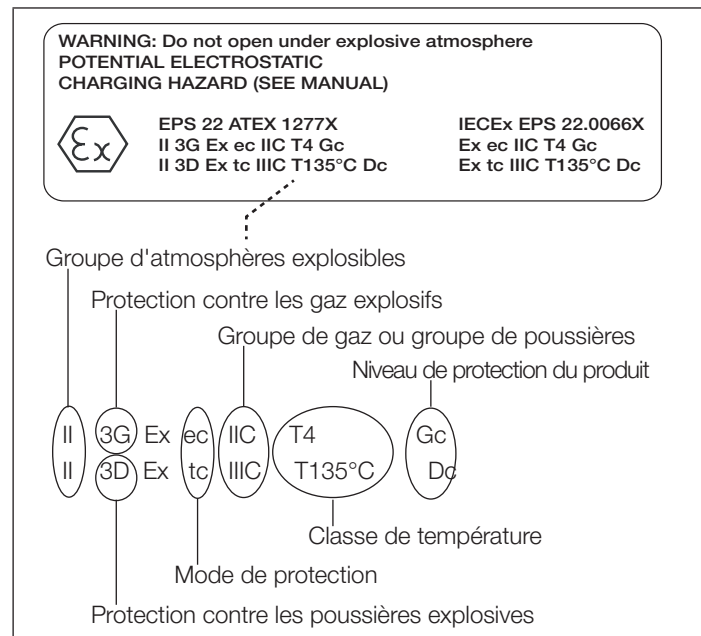 WARNING: Do not open under explosive atmosphere
POTENTIAL ELECTROSTATIC
CHARGING HAZARD (SEE MANUAL)
Ex
EPS 22 ATEX 1277X
II 3G Ex ec IIC T4 Gc
II 3D Ex tc IIIC T135°C Dc
IECEx EPS 22.0066X
Ex ec IIC T4 Gc
Ex tc IIIC T135°C Dc
Groupe d'atmosphères explosibles
Protection contre les gaz explosifs
Groupe de gaz ou groupe de poussières
Niveau de protection du produit
II 3G Ex ec IIC T4 Gc
II 3D Ex tc IIIC T135°C Dc
Classe de température
Mode de protection
Protection contre les poussières explosives